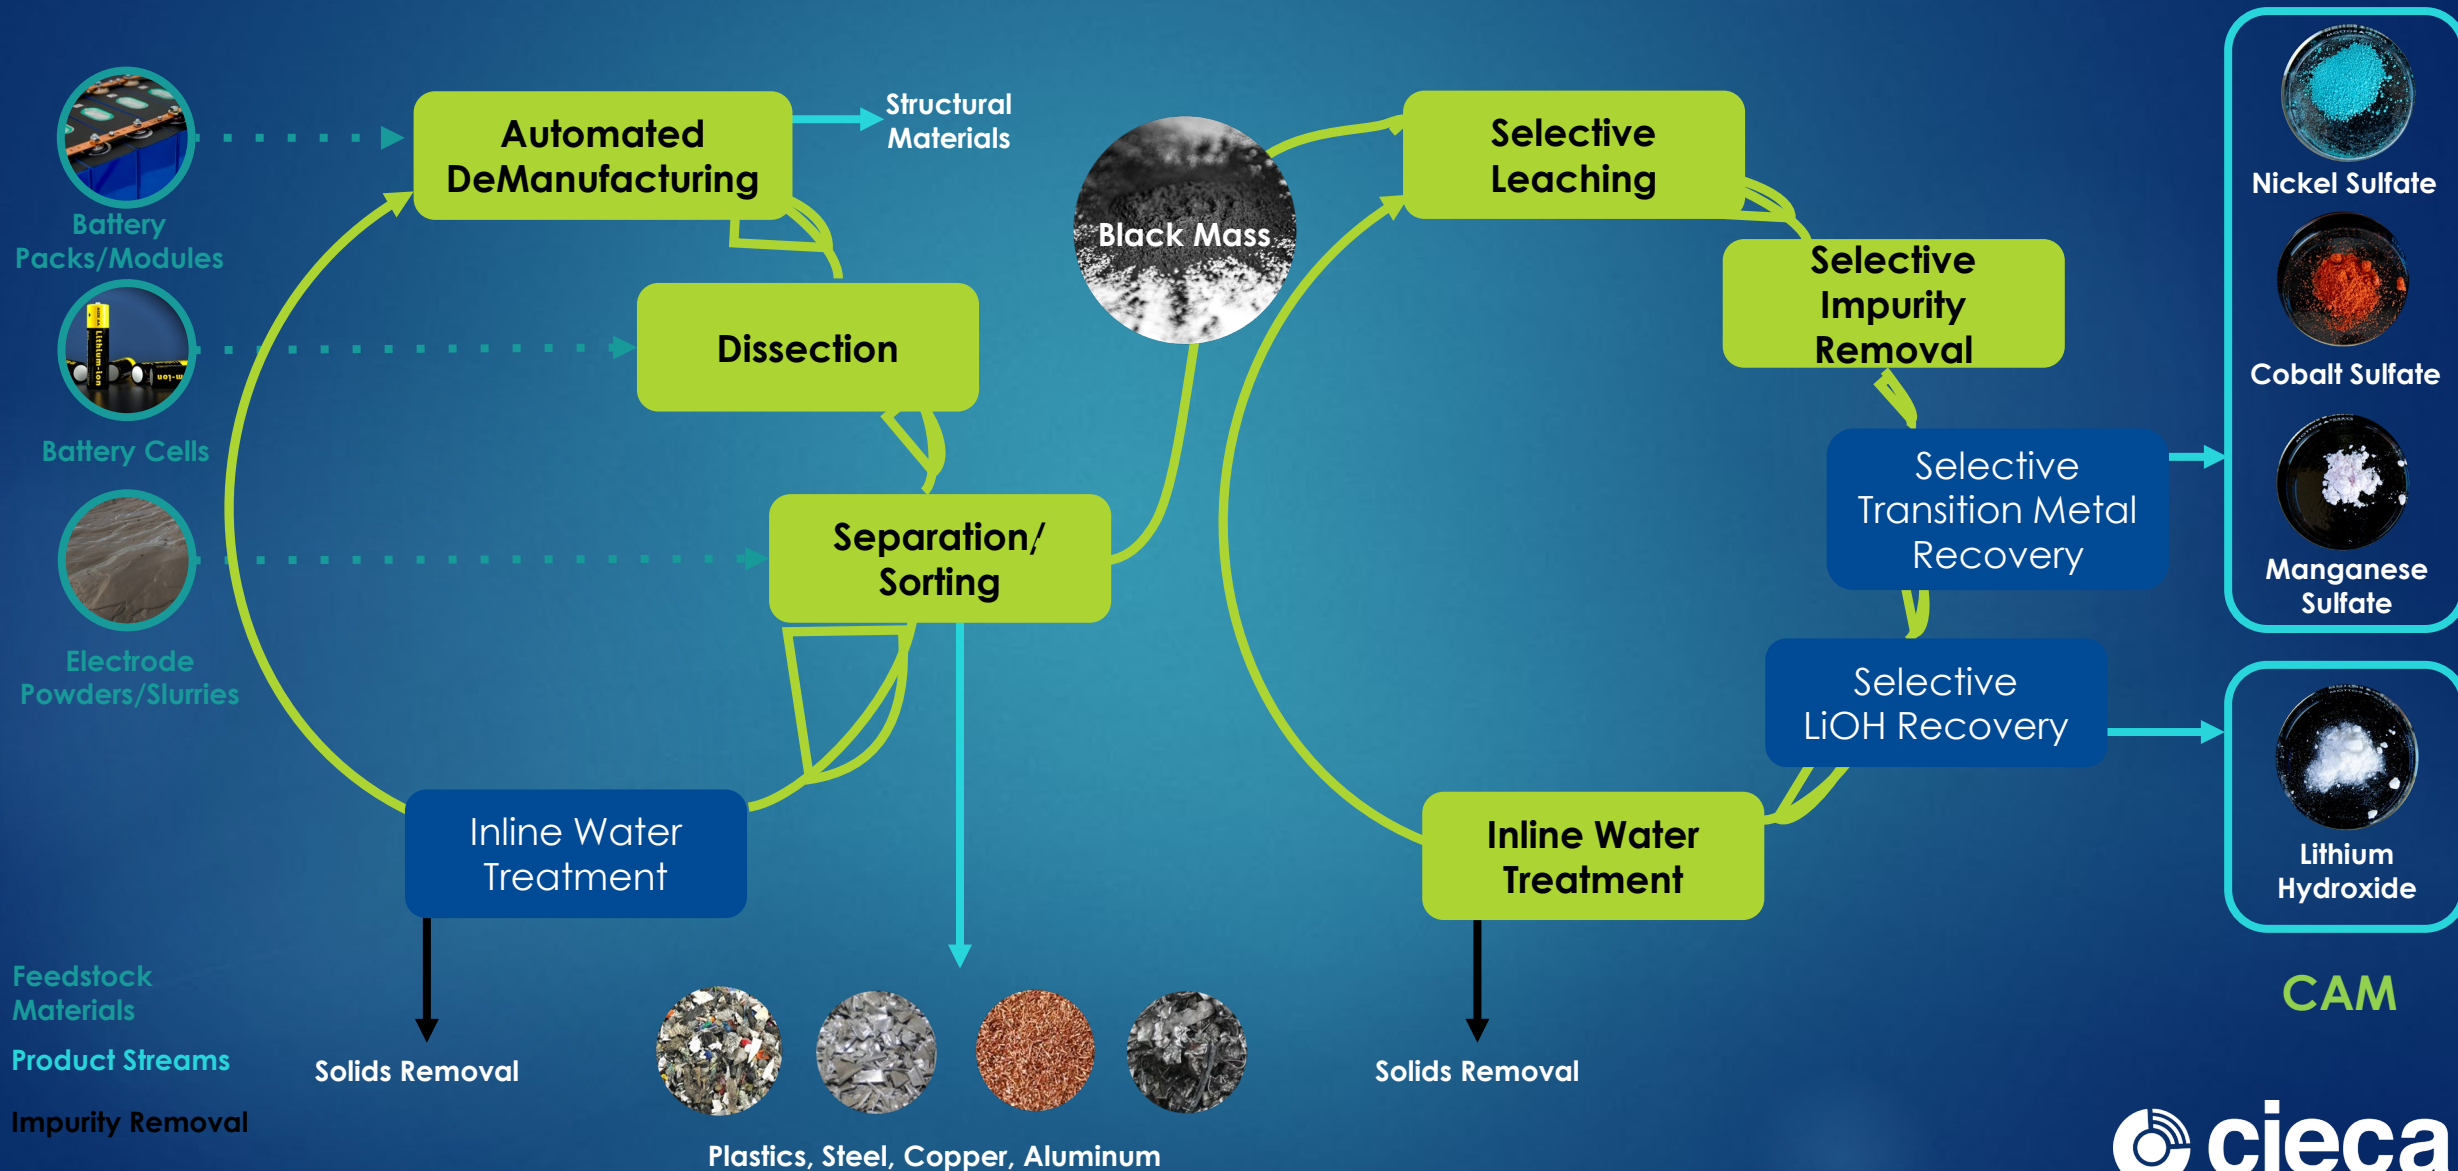 Battery
Packs/Modules
Battery Cells
Electrode
Powders/Slurries
Lithium-ion
Automated
DeManufacturing
Structural
Materials
Dissection
Separation/
Sorting
Inline Water
Treatment
Solids Removal
Plastics, Steel, Copper, Aluminum
Black Mass
Selective
Leaching
Selective
Impurity
Removal
Selective
Transition Metal
Recovery
Selective
LiOH Recovery
Inline Water
Treatment
Solids Removal
Nickel Sulfate
Cobalt Sulfate
Manganese
Sulfate
Lithium
Hydroxide
CAM
Feedstock
Materials
Product Streams
Impurity Removal
cieca